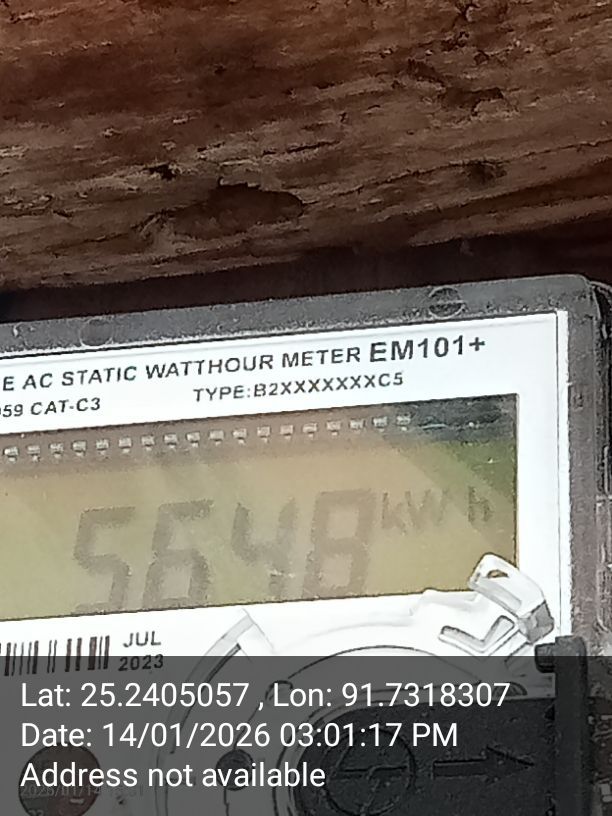 E AC STATIC WATTHOUR METER EM101+
059 CAT-C3 TYPE:B2XXXXXXXC5
5648 kWh
JUL
2023
Lat: 25.2405057 , Lon: 91.7318307
Date: 14/01/2026 03:01:17 PM
Address not available